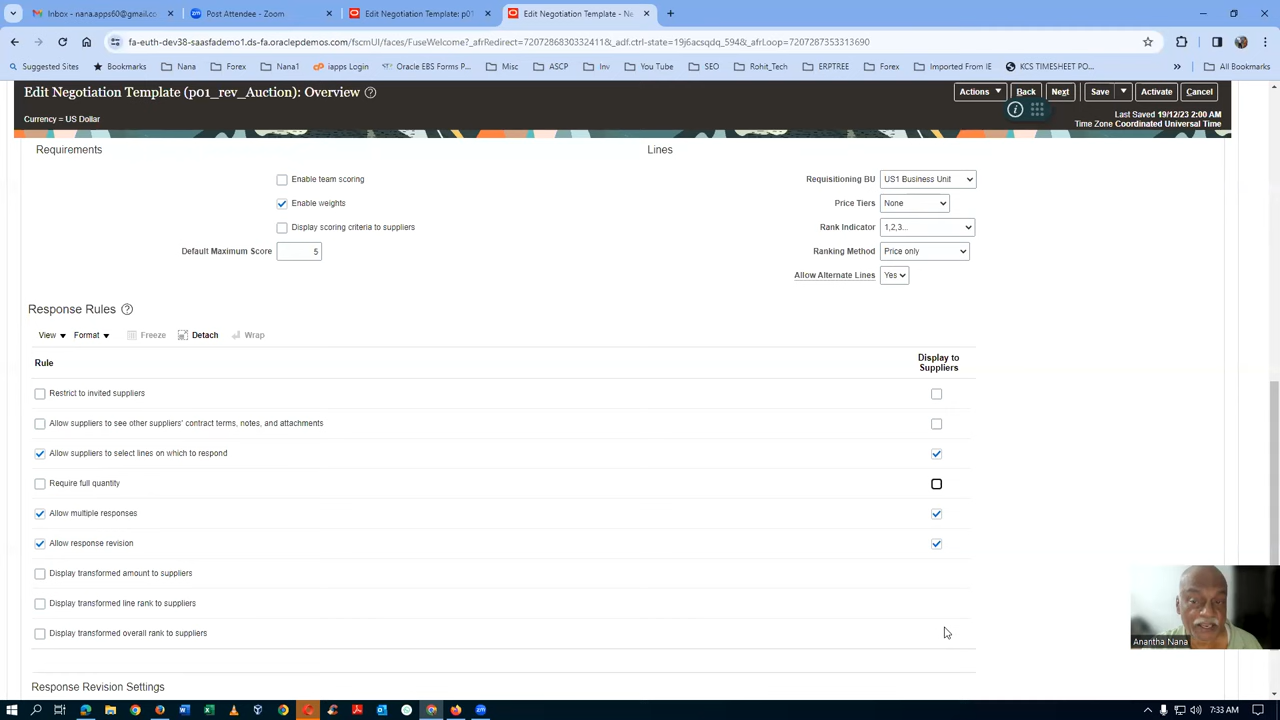 Inbox - nana.apps60@gmail.co
Post Attendee - Zoom
Edit Negotiation Template: p01
Edit Negotiation Template - Ne
fa-euth-dev38-saasfademo1.ds-fa.oraclepdemos.com/fscmUI/faces/FuseWelcome?_afrRedirect=7207286830332411&_adf.ctrl-state=19j6acsqdq_594&_afrLoop=7207287353313690
Suggested Sites
Bookmarks
Nana
Forex
Nana1
iapps Login
Oracle EBS Forms P...
Misc
ASCP
Inv
You Tube
SEO
Rohit_Tech
ERPTREE
Forex
Imported From IE
KCS TIMESHEET PO...
All Bookmarks
Edit Negotiation Template (p01_rev_Auction): Overview
Actions
Back
Next
Save
Activate
Cancel
Currency = US Dollar
Last Saved 19/12/23 2:00 AM
Time Zone Coordinated Universal Time
Requirements
Lines
Enable team scoring
Requisitioning BU US1 Business Unit
Enable weights
Price Tiers None
Display scoring criteria to suppliers
Rank Indicator 1,2,3...
Default Maximum Score 5
Ranking Method Price only
Allow Alternate Lines Yes
Response Rules
View Format Freeze Detach Wrap
Rule
Display to
Suppliers
Restrict to invited suppliers
Allow suppliers to see other suppliers' contract terms, notes, and attachments
Allow suppliers to select lines on which to respond
Require full quantity
Allow multiple responses
Allow response revision
Display transformed amount to suppliers
Display transformed line rank to suppliers
Display transformed overall rank to suppliers
Anantha Nana
Response Revision Settings
7:33 AM